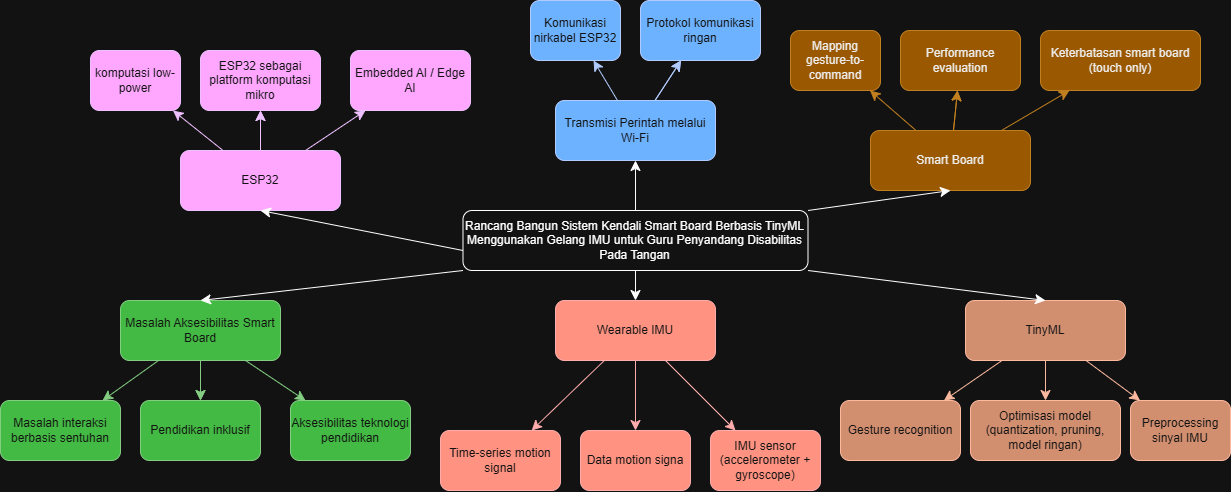 Komunikasi
nirkabel ESP32
Protokol komunikasi
ringan
komputasi low-
power
ESP32 sebagai
platform komputasi
mikro
Embedded AI / Edge
AI
Mapping
gesture-to-
command
Performance
evaluation
Keterbatasan smart board
(touch only)
Transmisi Perintah melalui
Wi-Fi
ESP32
Smart Board
Rancang Bangun Sistem Kendali Smart Board Berbasis TinyML
Menggunakan Gelang IMU untuk Guru Penyandang Disabilitas
Pada Tangan
Masalah Aksesibilitas Smart
Board
Wearable IMU
TinyML
Masalah interaksi
berbasis sentuhan
Pendidikan inklusif
Aksesibilitas teknologi
pendidikan
Time-series motion
signal
Data motion signa
IMU sensor
(accelerometer +
gyroscope)
Gesture recognition
Optimisasi model
(quantization, pruning,
model ringan)
Preprocessing
sinyal IMU